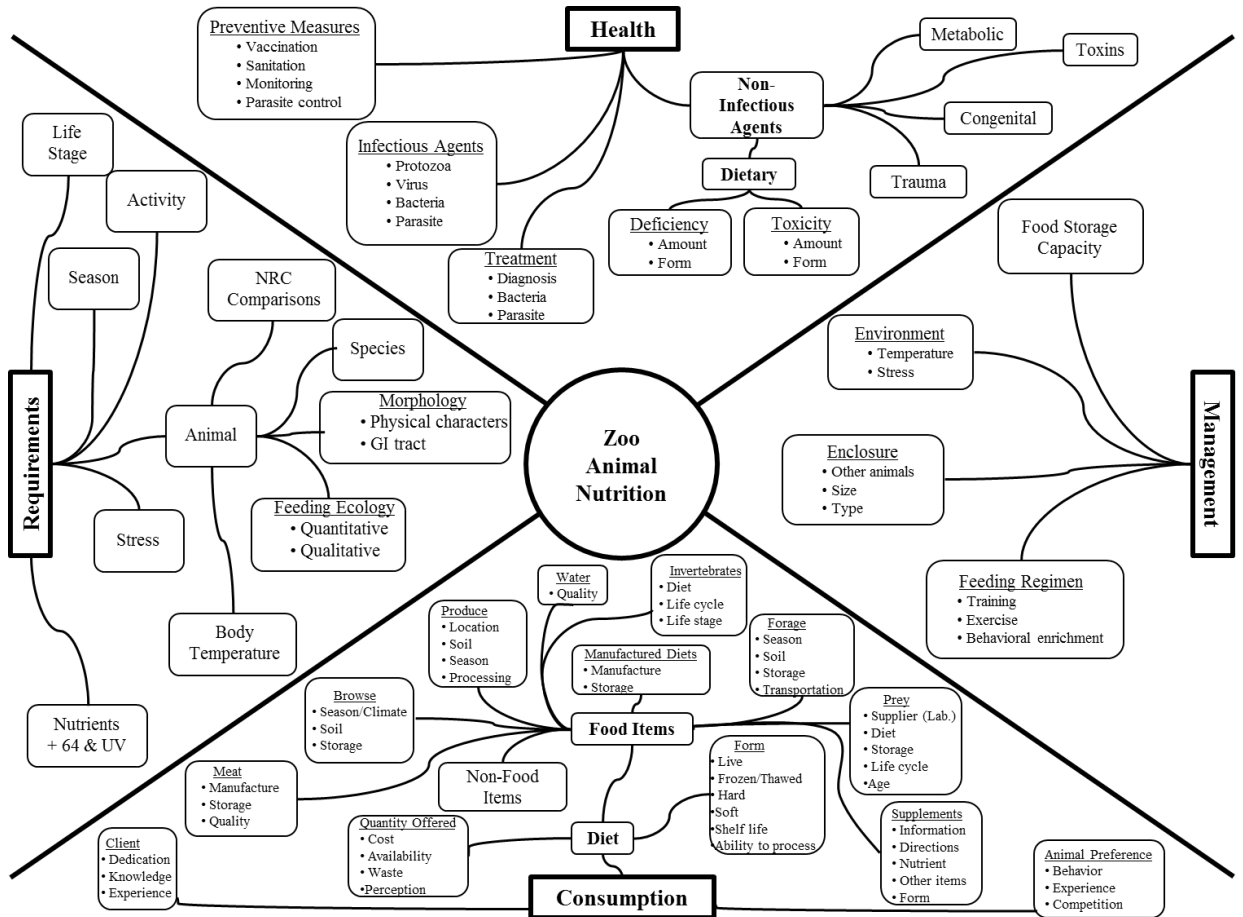 Health
Preventive Measures
• Vaccination
• Sanitation
• Monitoring
• Parasite control
Infectious Agents
• Protozoa
• Virus
• Bacteria
• Parasite
Treatment
• Diagnosis
• Bacteria
• Parasite
Non-
Infectious
Agents
Metabolic
Toxins
Congenital
Trauma
Dietary
Deficiency
• Amount
• Form
Toxicity
• Amount
• Form
Requirements
Life
Stage
Activity
Season
NRC
Comparisons
Species
Animal
Morphology
• Physical characters
• GI tract
Feeding Ecology
• Quantitative
• Qualitative
Stress
Body
Temperature
Nutrients
+ 64 & UV
Zoo
Animal
Nutrition
Management
Food Storage
Capacity
Environment
• Temperature
• Stress
Enclosure
• Other animals
• Size
• Type
Feeding Regimen
• Training
• Exercise
• Behavioral enrichment
Water
• Quality
Invertebrates
• Diet
• Life cycle
• Life stage
Produce
• Location
• Soil
• Season
• Processing
Manufactured Diets
• Manufacture
• Storage
Forage
• Season
• Soil
• Storage
• Transportation
Browse
• Season/Climate
• Soil
• Storage
Food Items
Prey
• Supplier (Lab.)
• Diet
• Storage
• Life cycle
• Age
Meat
• Manufacture
• Storage
• Quality
Non-Food
Items
Form
• Live
• Frozen/Thawed
• Hard
• Soft
• Shelf life
• Ability to process
Quantity Offered
• Cost
• Availability
• Waste
• Perception
Diet
Supplements
• Information
• Directions
• Nutrient
• Other items
• Form
Client
• Dedication
• Knowledge
• Experience
Animal Preference
• Behavior
• Experience
• Competition
Consumption